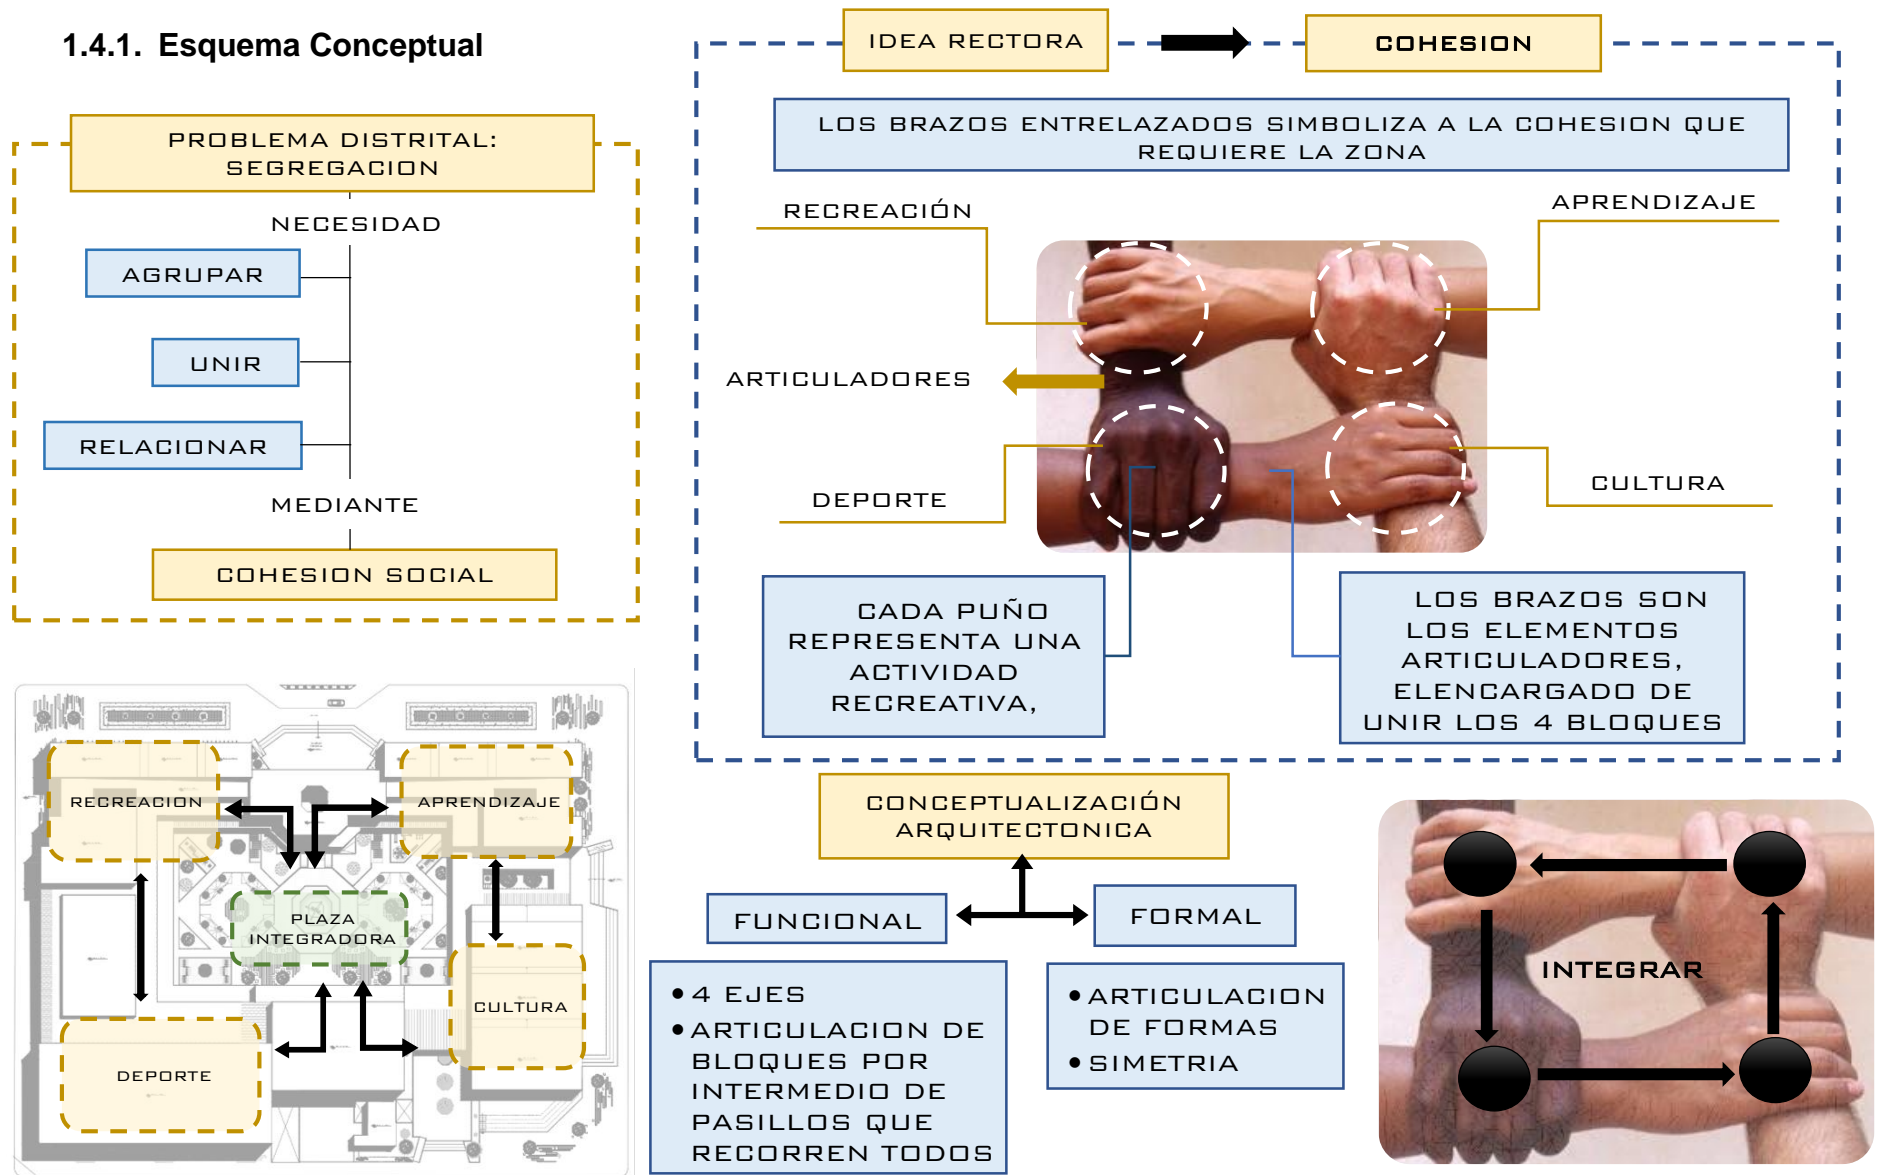 1.4.1. Esquema Conceptual
PROBLEMA DISTRITAL:
SEGREGACION
NECESIDAD
AGRUPAR
UNIR
RELACIONAR
MEDIANTE
COHESION SOCIAL
IDEA RECTORA
COHESION
LOS BRAZOS ENTRELAZADOS SIMBOLIZA A LA COHESION QUE
REQUIERE LA ZONA
RECREACIÓN
APRENDIZAJE
ARTICULADORES
DEPORTE
CULTURA
CADA PUÑO
REPRESENTA UNA
ACTIVIDAD
RECREATIVA,
LOS BRAZOS SON
LOS ELEMENTOS
ARTICULADORES,
ELENCARGADO DE
UNIR LOS 4 BLOQUES
RECREACION
APRENDIZAJE
PLAZA
INTEGRADORA
CULTURA
DEPORTE
CONCEPTUALIZACIÓN
ARQUITECTONICA
FUNCIONAL
FORMAL
• 4 EJES
• ARTICULACION DE
BLOQUES POR
INTERMEDIO DE
PASILLOS QUE
RECORREN TODOS
• ARTICULACION
DE FORMAS
• SIMETRIA
INTEGRAR